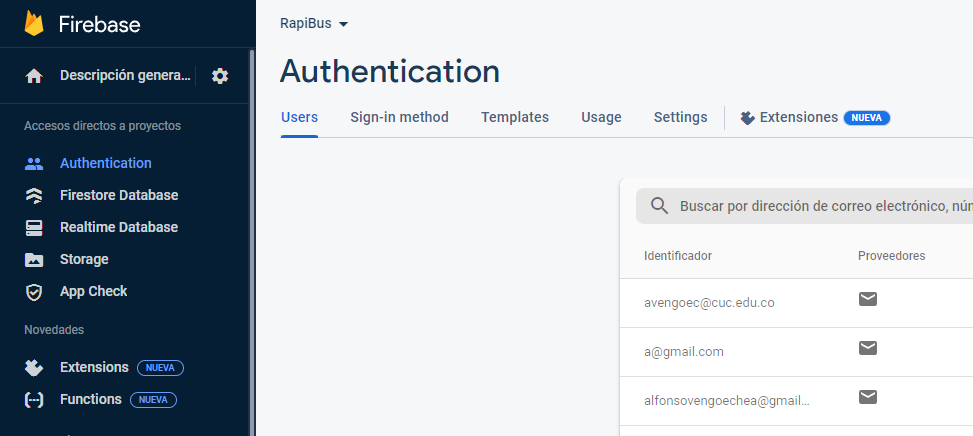 Firebase
Descripción genera...
Accesos directos a proyectos
Authentication
Firestore Database
Realtime Database
Storage
App Check
Novedades
Extensions NUEVA
Functions NUEVA
RapiBus
Authentication
Users Sign-in method Templates Usage Settings Extensiones NUEVA
Buscar por dirección de correo electrónico, núm
Identificador Proveedores
avengoec@cuc.edu.co
a@gmail.com
alfonsovengoechea@gmail...